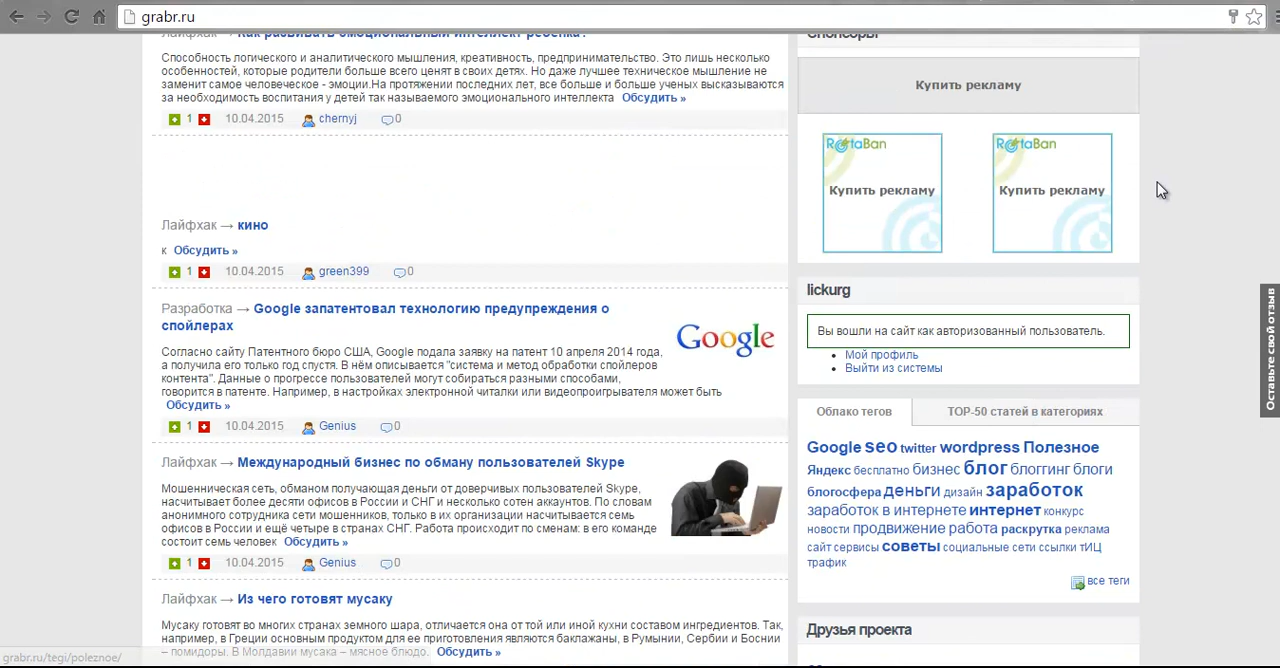 grabr.ru
Лайфхак → Как развивать эмоциональный интеллект ребенка?
Способность логического и аналитического мышления, креативность, предпринимательство. Это лишь несколько
особенностей, которые родители больше всего ценят в своих детях. Но даже лучшее техническое мышление не
заменит самое человеческое - эмоции.На протяжении последних лет, все больше и больше ученых высказываются
за необходимость воспитания у детей так называемого эмоционального интеллекта Обсудить »
1 10.04.2015 chernyj 0
Лайфхак → кино
к Обсудить »
1 10.04.2015 green399 0
Разработка → Google запатентовал технологию предупреждения о
спойлерах
Согласно сайту Патентного бюро США, Google подала заявку на патент 10 апреля 2014 года,
а получила его только год спустя. В нём описывается "система и метод обработки спойлеров
контента". Данные о прогрессе пользователей могут собираться разными способами,
говорится в патенте. Например, в настройках электронной читалки или видеопроигрывателя может быть
Обсудить »
Google
1 10.04.2015 Genius 0
Лайфхак → Международный бизнес по обману пользователей Skype
Мошенническая сеть, обманом получающая деньги от доверчивых пользователей Skype,
насчитывает более десяти офисов в России и СНГ и несколько сотен аккаунтов. По словам
анонимного сотрудника сети мошенников, только в их организации насчитывается семь
офисов в России и ещё четыре в странах СНГ. Работа происходит по сменам: в его команде
состоит семь человек Обсудить »
1 10.04.2015 Genius 0
Лайфхак → Из чего готовят мусаку
Мусаку готовят во многих странах земного шара, отличается она от той или иной кухни составом ингредиентов. Так,
например, в Греции основным продуктом для ее приготовления являются баклажаны, в Румынии, Сербии и Боснии
– помидоры. В Молдавии мусака – мясное блюдо. Обсудить »
grabr.ru/tegi/poleznoe/
Спонсоры
Купить рекламу
RotaBan RotaBan
Купить рекламу Купить рекламу
lickurg
Вы вошли на сайт как авторизованный пользователь.
Мой профиль
Выйти из системы
Облако тегов TOP-50 статей в категориях
Google seo twitter wordpress Полезное
Яндекс бесплатно бизнес блог блоггинг блоги
блогосфера деньги дизайн заработок
заработок в интернете интернет конкурс
новости продвижение работа раскрутка реклама
сайт сервисы советы социальные сети ссылки тИЦ
трафик
все теги
Друзья проекта
Оставьте свой отзыв